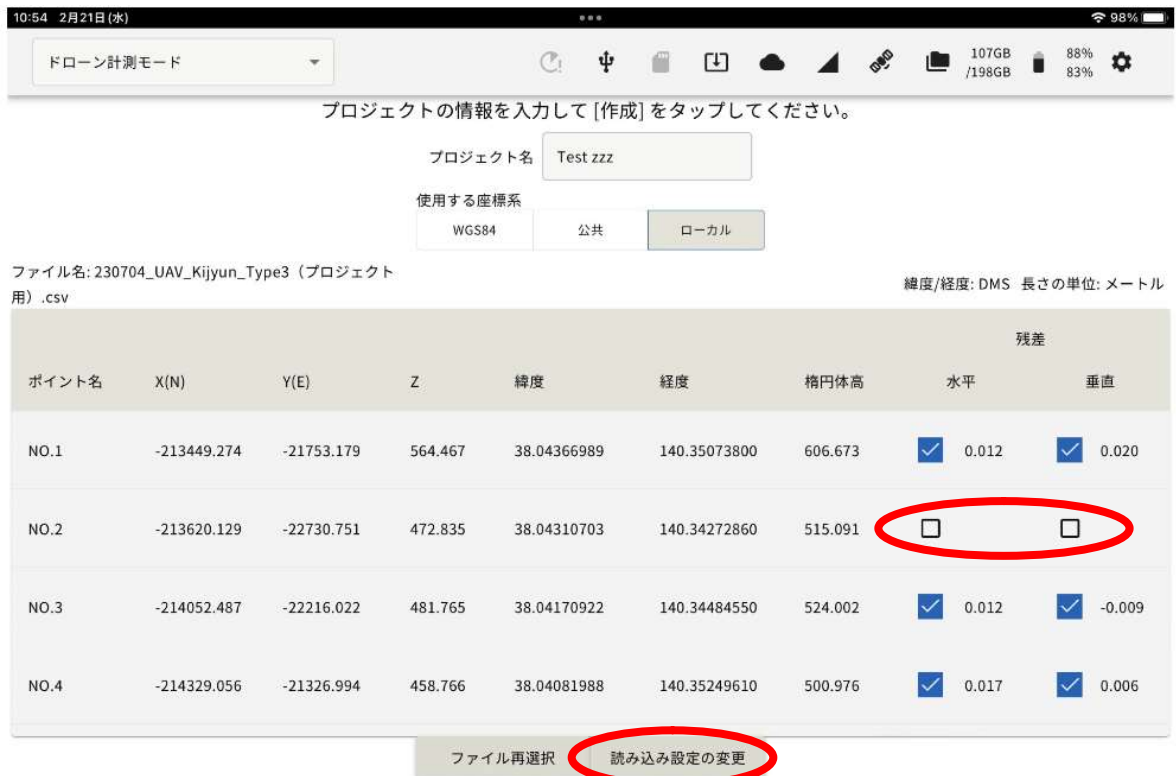 10:54 2月21日(水) 98%
ドローン計測モード 107GB /198GB 88% 83%
プロジェクトの情報を入力して [作成] をタップしてください。
プロジェクト名 Test zzz
使用する座標系
WGS84 公共 ローカル
ファイル名: 230704_UAV_Kijyun_Type3（プロジェクト
用）.csv
緯度/経度: DMS 長さの単位: メートル
残差
ポイント名 X(N) Y(E) Z 緯度 経度 楕円体高 水平 垂直
NO.1 -213449.274 -21753.179 564.467 38.04366989 140.35073800 606.673 0.012 0.020
NO.2 -213620.129 -22730.751 472.835 38.04310703 140.34272860 515.091
NO.3 -214052.487 -22216.022 481.765 38.04170922 140.34484550 524.002 0.012 -0.009
NO.4 -214329.056 -21326.994 458.766 38.04081988 140.35249610 500.976 0.017 0.006
ファイル再選択 読み込み設定の変更